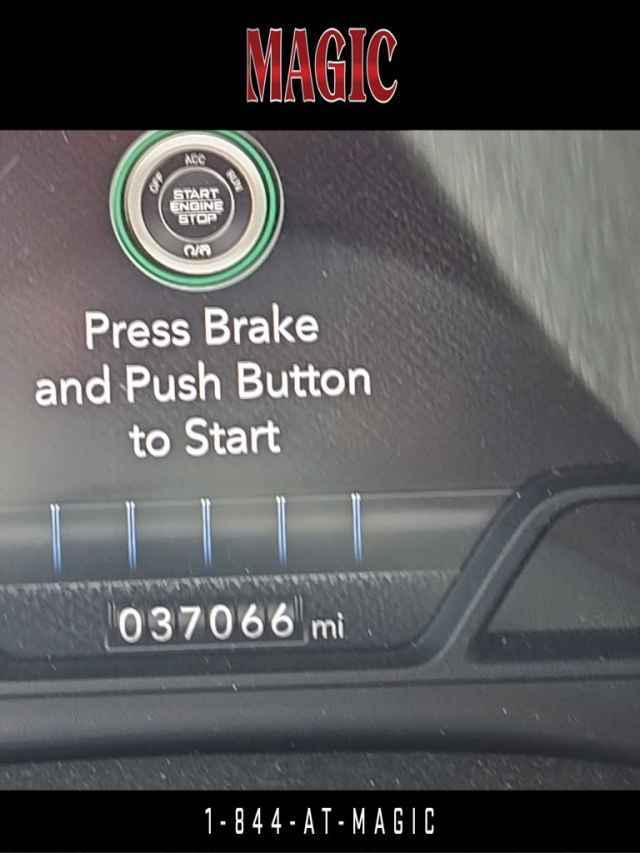 MAGIC
ACC
OFF
RUN
START
ENGINE
STOP
Press Brake
and Push Button
to Start
037066 mi
1-844-AT-MAGIC